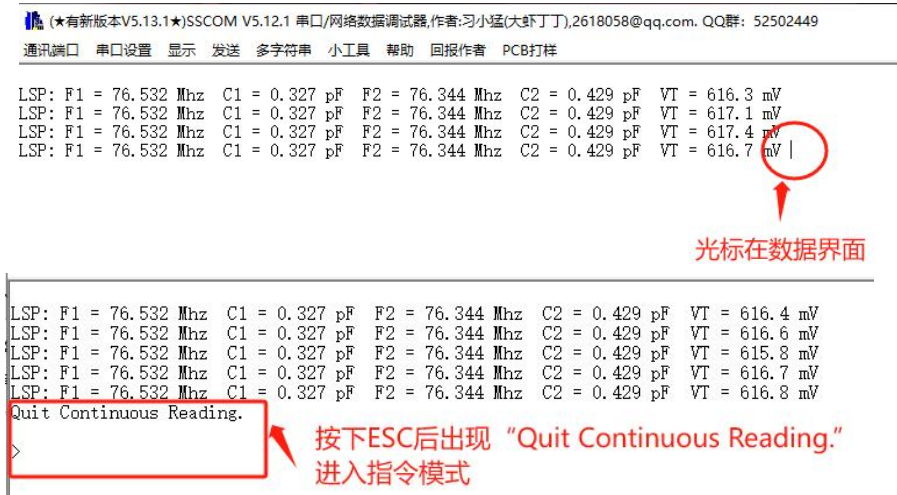 (★有新版本V5.13.1★)SSCOM V5.12.1 串口/网络数据调试器,作者:习小猛(大虾丁丁),2618058@qq.com. QQ群: 52502449
通讯端口 串口设置 显示 发送 多字符串 小工具 帮助 回报作者 PCB打样
LSP: F1 = 76.532 Mhz C1 = 0.327 pF F2 = 76.344 Mhz C2 = 0.429 pF VT = 616.3 mV
LSP: F1 = 76.532 Mhz C1 = 0.327 pF F2 = 76.344 Mhz C2 = 0.429 pF VT = 617.1 mV
LSP: F1 = 76.532 Mhz C1 = 0.327 pF F2 = 76.344 Mhz C2 = 0.429 pF VT = 617.4 mV
LSP: F1 = 76.532 Mhz C1 = 0.327 pF F2 = 76.344 Mhz C2 = 0.429 pF VT = 616.7 mV
光标在数据界面
LSP: F1 = 76.532 Mhz C1 = 0.327 pF F2 = 76.344 Mhz C2 = 0.429 pF VT = 616.4 mV
LSP: F1 = 76.532 Mhz C1 = 0.327 pF F2 = 76.344 Mhz C2 = 0.429 pF VT = 616.6 mV
LSP: F1 = 76.532 Mhz C1 = 0.327 pF F2 = 76.344 Mhz C2 = 0.429 pF VT = 615.8 mV
LSP: F1 = 76.532 Mhz C1 = 0.327 pF F2 = 76.344 Mhz C2 = 0.429 pF VT = 616.7 mV
LSP: F1 = 76.532 Mhz C1 = 0.327 pF F2 = 76.344 Mhz C2 = 0.429 pF VT = 616.8 mV
Quit Continuous Reading.
>
按下ESC后出现“Quit Continuous Reading.”
进入指令模式